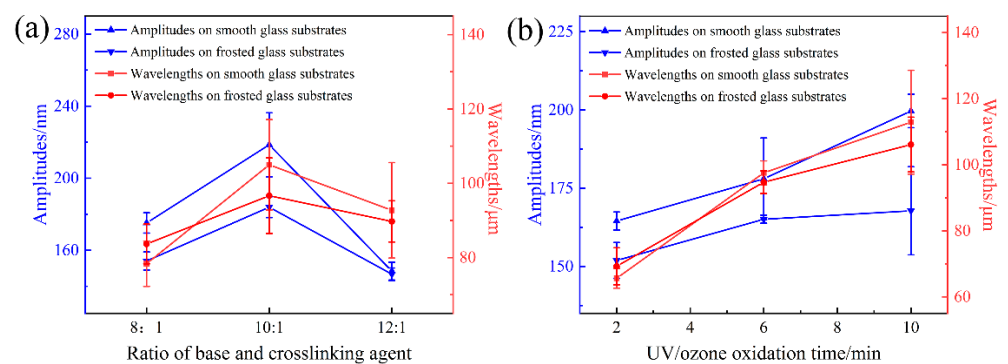 (a)
280
240
200
160
Amplitudes/nm
Amplitudes on smooth glass substrates
Amplitudes on frosted glass substrates
Wavelengths on smooth glass substrates
Wavelengths on frosted glass substrates
140
120
100
80
Wavelengths/μm
8：1
10:1
12:1
Ratio of base and crosslinking agent
(b)
225
200
175
150
Amplitudes/nm
Amplitudes on smooth glass substrates
Amplitudes on frosted glass substrates
Wavelengths on smooth glass substrates
Wavelengths on frosted glass substrates
140
120
100
80
60
Wavelengths/μm
2
4
6
8
10
UV/ozone oxidation time/min